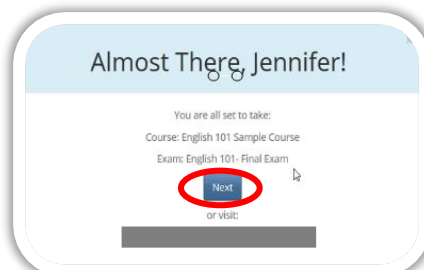 Almost There, Jennifer!
You are all set to take:
Course: English 101 Sample Course
Exam: English 101- Final Exam
Next
or visit: